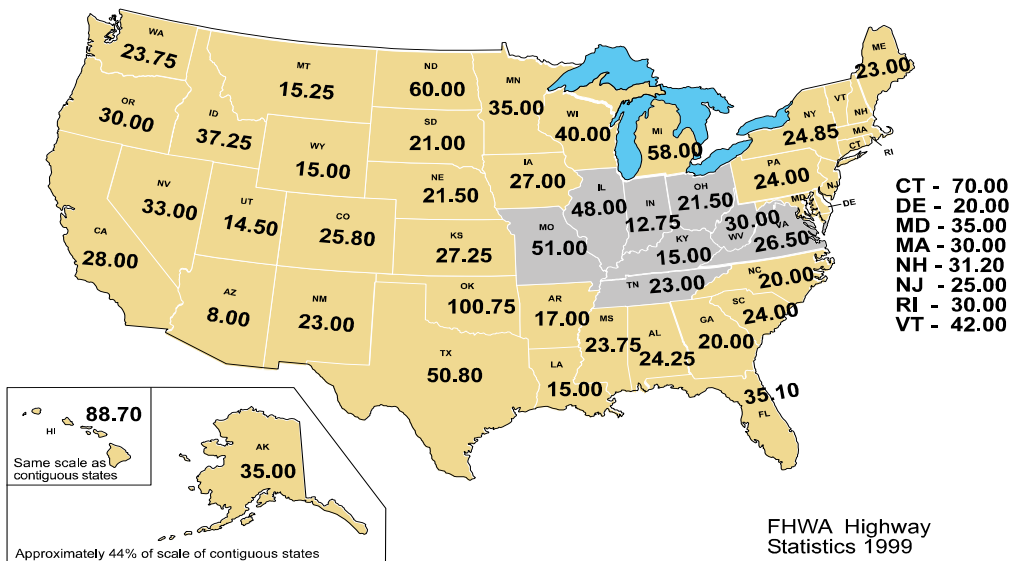 WA
23.75
MT
15.25
ND
60.00
MN
35.00
ME
23.00
OR
30.00
ID
37.25
WY
15.00
SD
21.00
WI
40.00
MI
58.00
NY
24.85
VT
NH
MA
CT
RI
NV
33.00
UT
14.50
CO
25.80
NE
21.50
IA
27.00
IL
48.00
IN
12.75
OH
21.50
PA
24.00
NJ
MD
DE
CA
28.00
KS
27.25
MO
51.00
KY
15.00
WV
30.00
VA
26.50
AZ
8.00
NM
23.00
OK
100.75
AR
17.00
TN
23.00
NC
20.00
SC
24.00
TX
50.80
LA
15.00
MS
23.75
AL
24.25
GA
20.00
35.10
FL
CT - 70.00
DE - 20.00
MD - 35.00
MA - 30.00
NH - 31.20
NJ - 25.00
RI - 30.00
VT - 42.00
88.70
HI
Same scale as
contiguous states
AK
35.00
Approximately 44% of scale of contiguous states
FHWA Highway
Statistics 1999